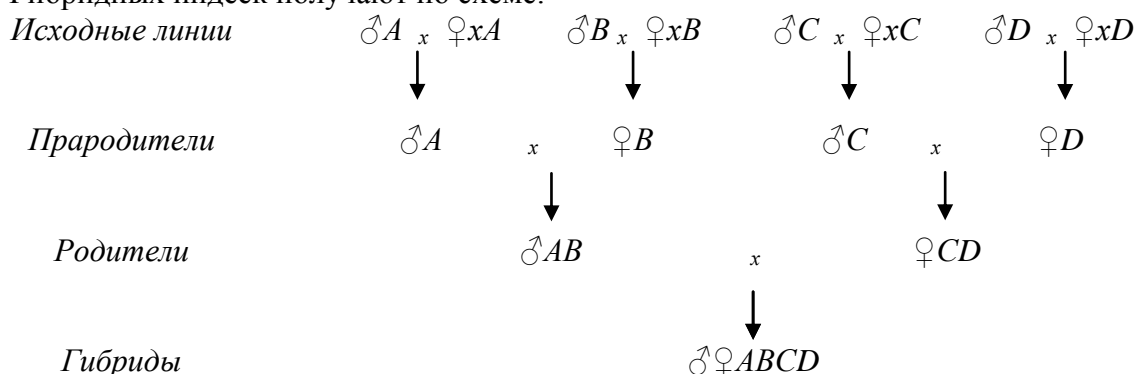 Гибридных индеек получают по схеме:
Исходные линии ♂A x ♀xA ♂B x ♀xB ♂C x ♀xC ♂D x ♀xD
Прародители ♂A x ♀B ♂C x ♀D
Родители ♂AB x ♀CD
Гибриды ♂♀ABCD